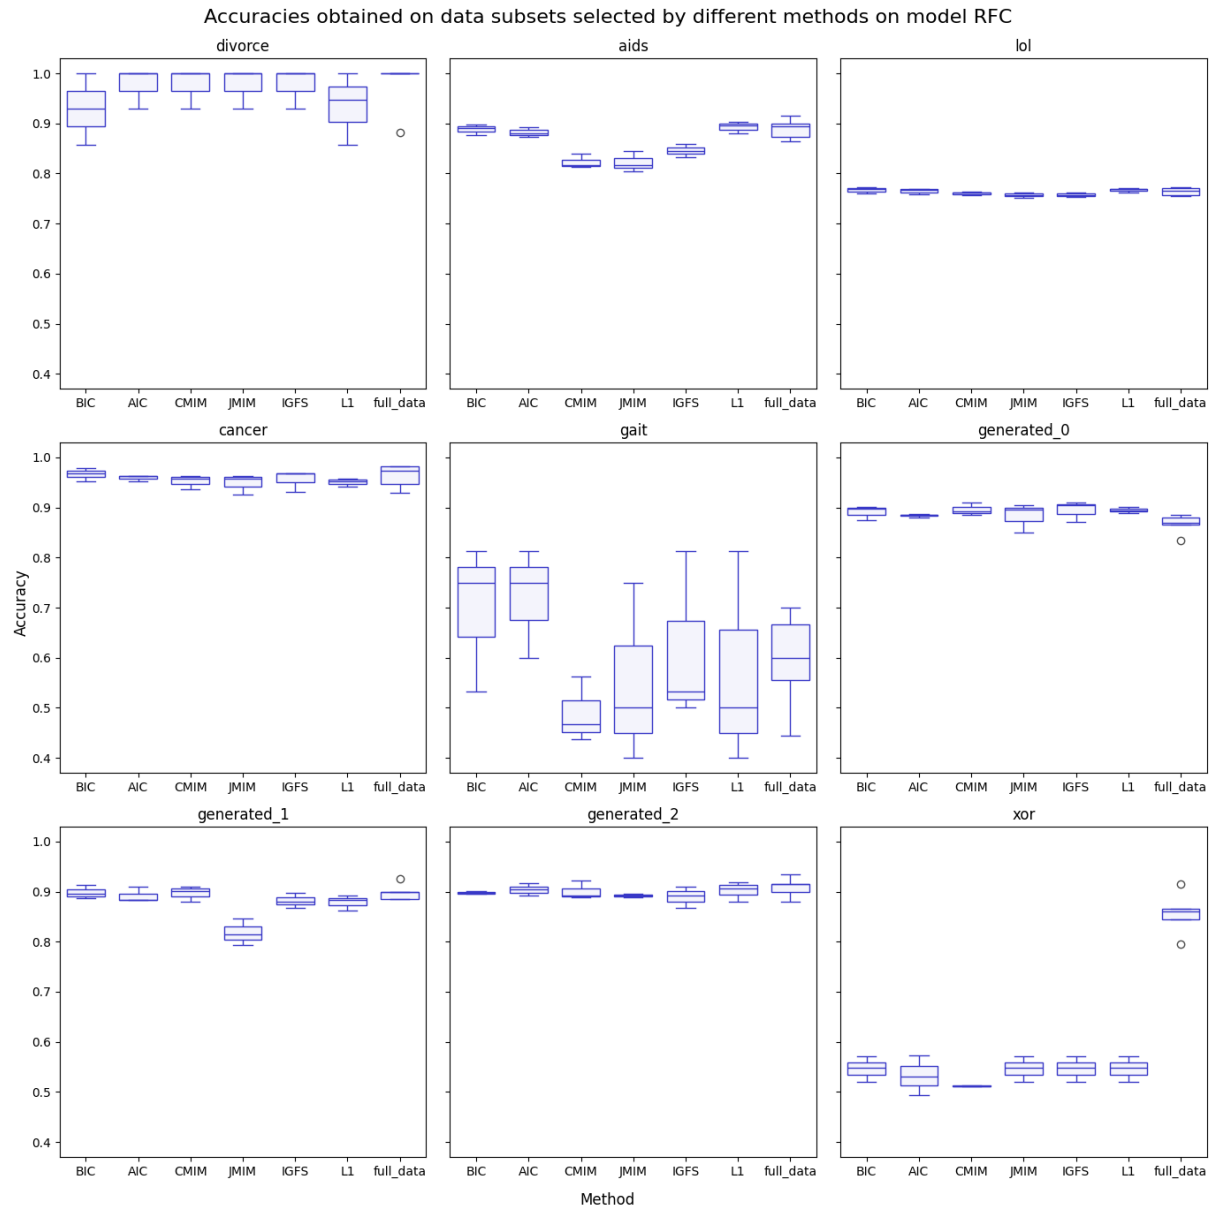 Accuracies obtained on data subsets selected by different methods on model RFC
divorce
aids
lol
1.0
0.9
0.8
0.7
0.6
0.5
0.4
BIC AIC CMIM JMIM IGFS L1 full_data
BIC AIC CMIM JMIM IGFS L1 full_data
BIC AIC CMIM JMIM IGFS L1 full_data
cancer
gait
generated_0
1.0
0.9
0.8
0.7
0.6
0.5
0.4
Accuracy
BIC AIC CMIM JMIM IGFS L1 full_data
BIC AIC CMIM JMIM IGFS L1 full_data
BIC AIC CMIM JMIM IGFS L1 full_data
generated_1
generated_2
xor
1.0
0.9
0.8
0.7
0.6
0.5
0.4
BIC AIC CMIM JMIM IGFS L1 full_data
BIC AIC CMIM JMIM IGFS L1 full_data
BIC AIC CMIM JMIM IGFS L1 full_data
Method